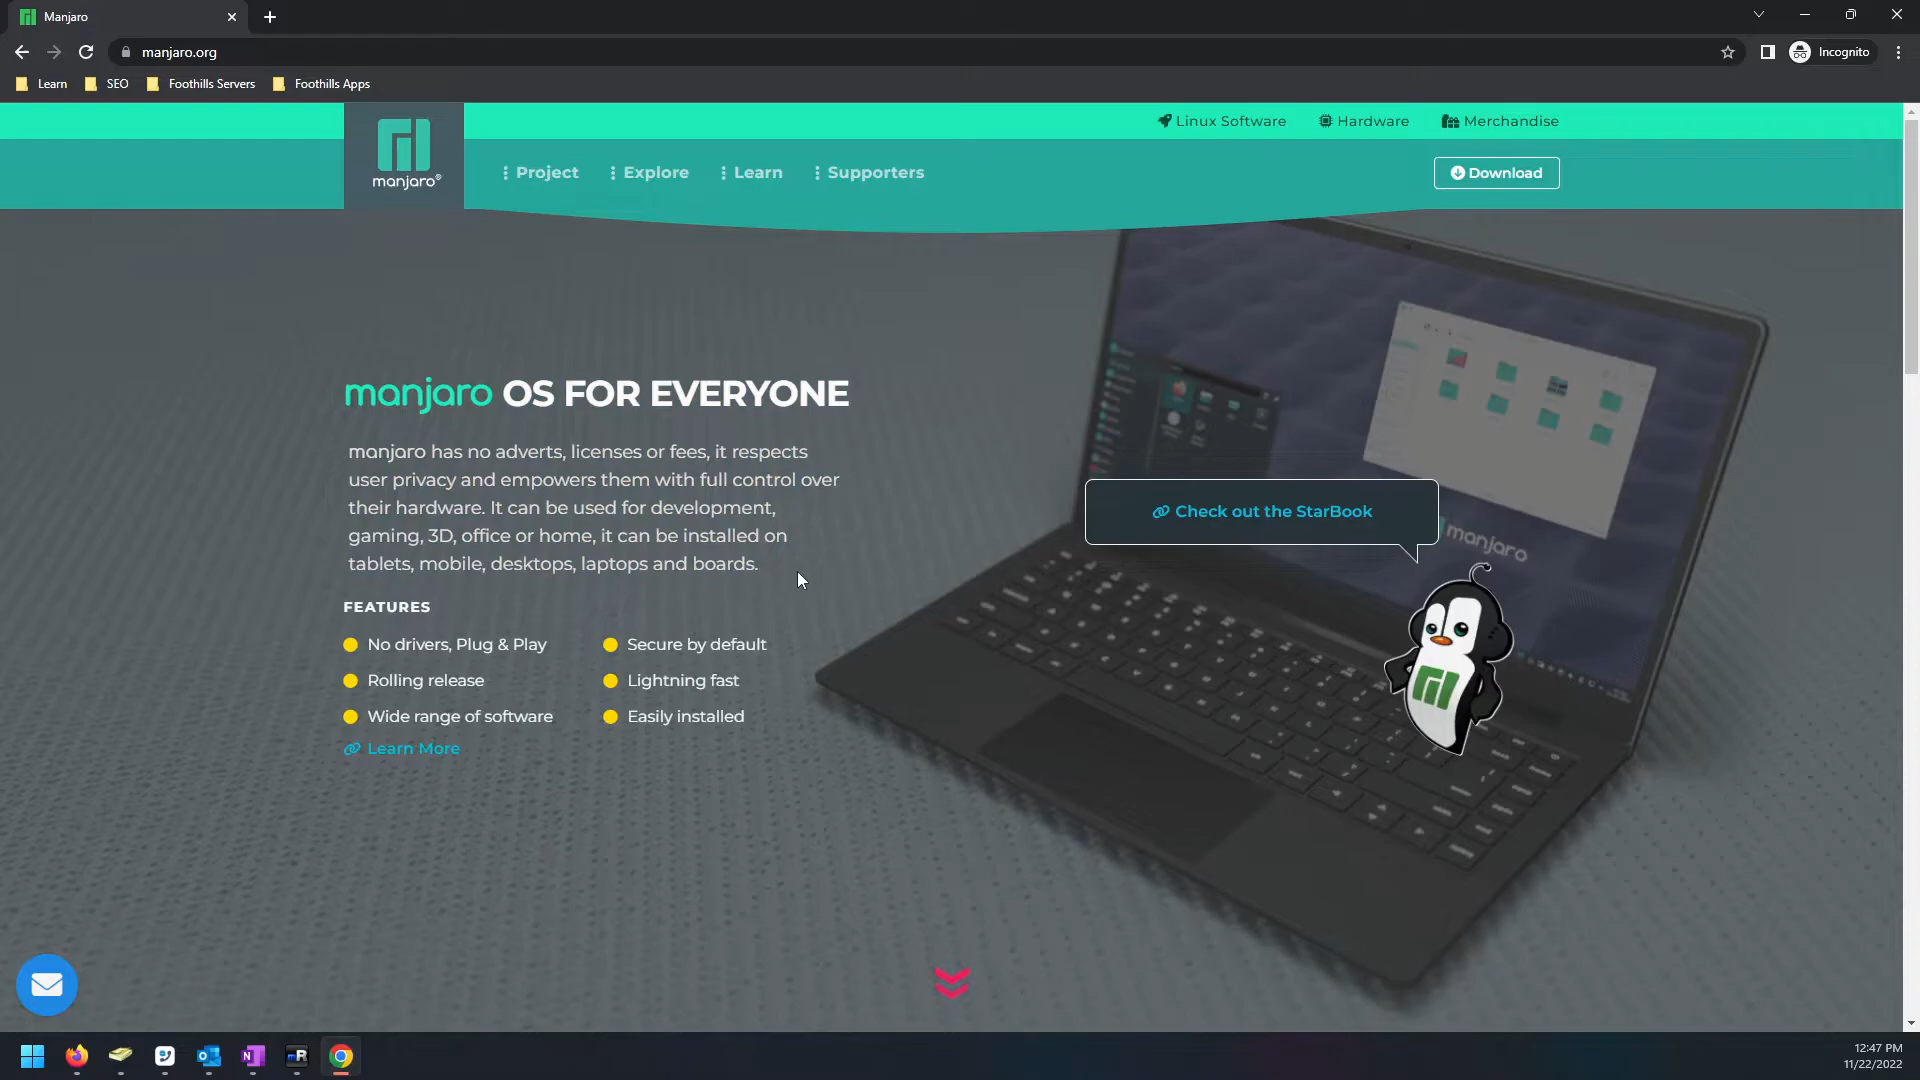 Manjaro
manjaro.org
Incognito
Learn
SEO
Foothills Servers
Foothills Apps
Linux Software
Hardware
Merchandise
manjaro®
Project
Explore
Learn
Supporters
Download
manjaro OS FOR EVERYONE
manjaro has no adverts, licenses or fees, it respects
user privacy and empowers them with full control over
their hardware. It can be used for development,
gaming, 3D, office or home, it can be installed on
tablets, mobile, desktops, laptops and boards.
Check out the StarBook
manjaro
FEATURES
No drivers, Plug & Play
Secure by default
Rolling release
Lightning fast
Wide range of software
Easily installed
Learn More
12:47 PM
11/22/2022